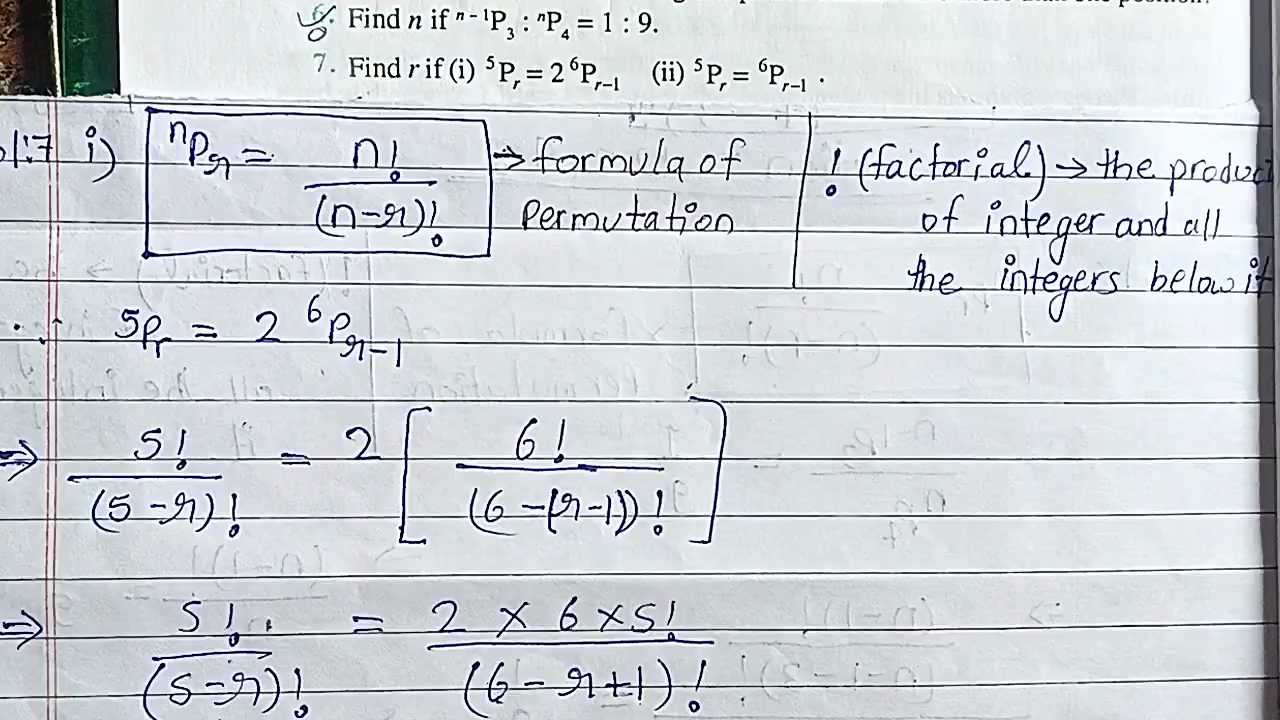 6. Find n if ⁿ⁻¹P₃ : ⁿP₄ = 1 : 9.
7. Find r if (i) ⁵Pᵣ = 2 ⁶Pᵣ₋₁ (ii) ⁵Pᵣ = ⁶Pᵣ₋₁ .
7 i) ⁿPᵣ = n! / (n-r)! → formula of permutation
! (factorial) → the product
of integer and all
the integers below it
∴ ⁵Pᵣ = 2 ⁶Pᵣ₋₁
⇒ 5! / (5-r)! = 2 [ 6! / (6-(r-1))! ]
⇒ 5! / (5-r)! = 2 × 6 × 5! / (6-r+1)!